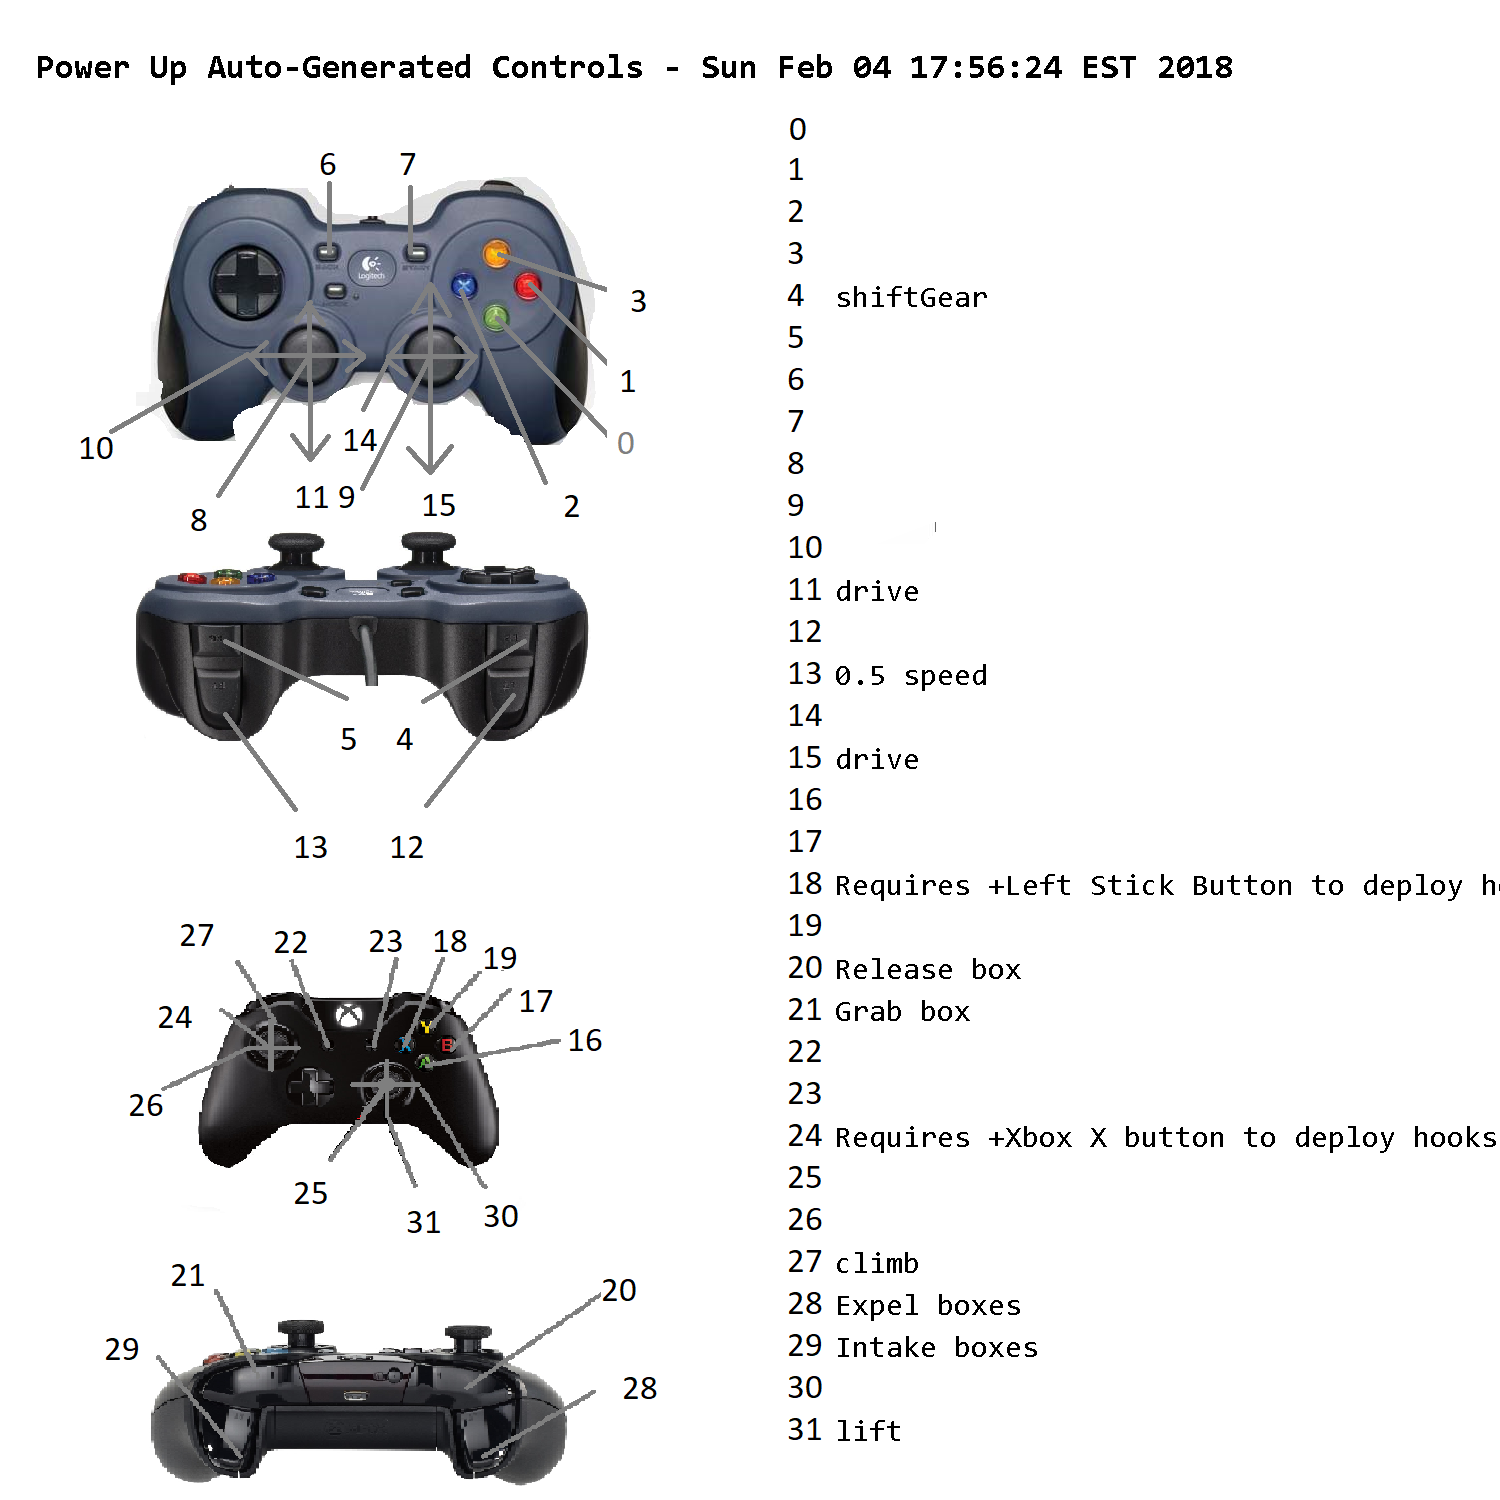 Power Up Auto-Generated Controls - Sun Feb 04 17:56:24 EST 2018
6 7
Logitech
X
3
1
0
10 14
8 11 9 15 2
5 4
13 12
27 22 23 18 19
24 17
Y
X B
A
16
26
25 31 30
21 20
29 28
0
1
2
3
4 shiftGear
5
6
7
8
9
10
11 drive
12
13 0.5 speed
14
15 drive
16
17
18 Requires +Left Stick Button to deploy
19
20 Release box
21 Grab box
22
23
24 Requires +Xbox X button to deploy hooks
25
26
27 climb
28 Expel boxes
29 Intake boxes
30
31 lift